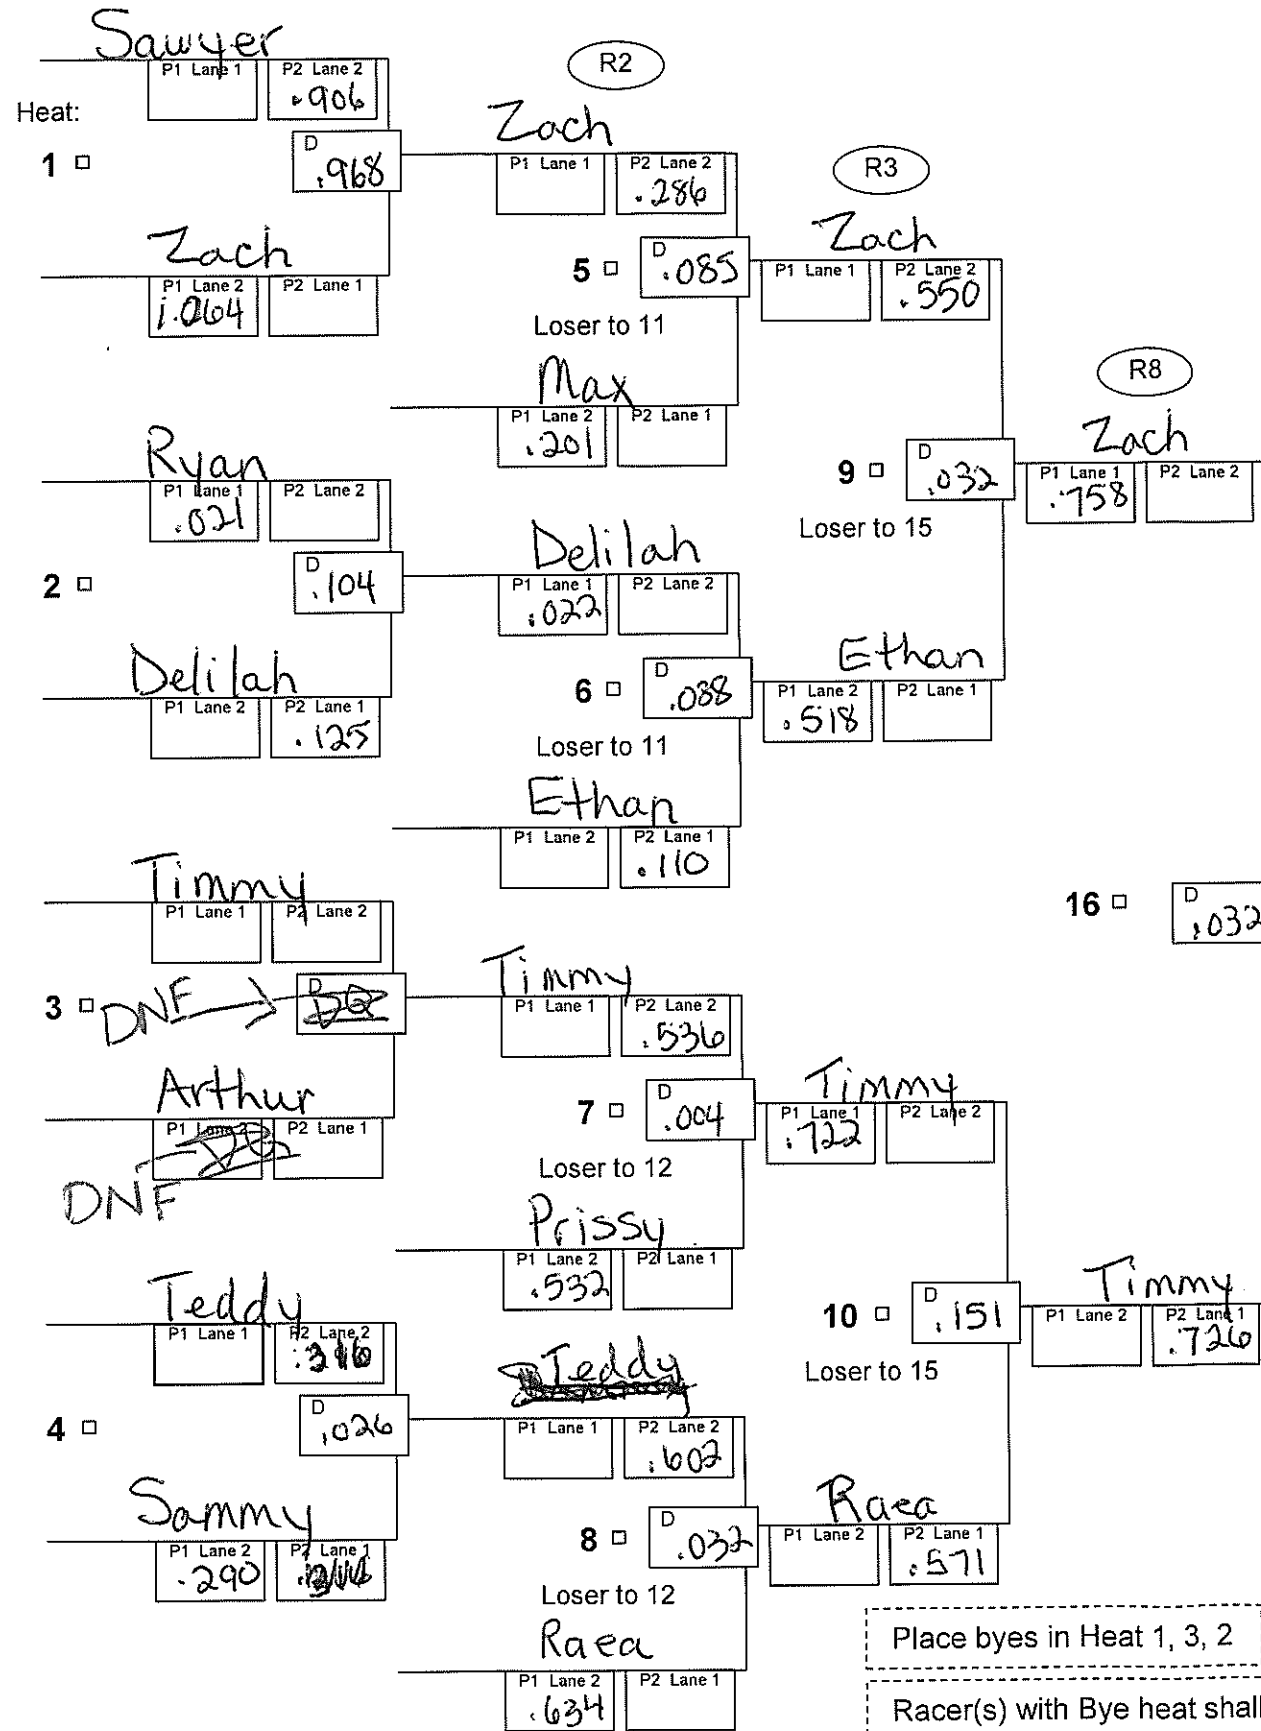 Sawyer
P1 Lane 1 P2 Lane 2
.906
Heat:
1
D
.968
Zach
P1 Lane 2 P2 Lane 1
1.064
Ryan
P1 Lane 1 P2 Lane 2
.021
2
D
.104
Delilah
P1 Lane 2 P2 Lane 1
.125
Timmy
P1 Lane 1 P2 Lane 2
3
DNF
D
DQ
Arthur
P1 Lane 2 P2 Lane 1
DQ
DNF
Teddy
P1 Lane 1 P2 Lane 2
.316
4
D
.026
Sammy
P1 Lane 2 P2 Lane 1
.290
R2
Zach
P1 Lane 1 P2 Lane 2
.286
5
D
.085
Loser to 11
Max
P1 Lane 2 P2 Lane 1
.201
Delilah
P1 Lane 1 P2 Lane 2
.022
6
D
.088
Loser to 11
Ethan
P1 Lane 2 P2 Lane 1
.110
Timmy
P1 Lane 1 P2 Lane 2
.536
7
D
.004
Loser to 12
Prissy
P1 Lane 2 P2 Lane 1
.532
Teddy
P1 Lane 1 P2 Lane 2
.602
8
D
.032
Loser to 12
Raea
P1 Lane 2 P2 Lane 1
.634
R3
Zach
P1 Lane 1 P2 Lane 2
.550
9
D
.032
Loser to 15
Ethan
P1 Lane 2 P2 Lane 1
.518
Timmy
P1 Lane 1 P2 Lane 2
.722
10
D
.151
Loser to 15
Raea
P1 Lane 2 P2 Lane 1
.571
R8
Zach
P1 Lane 1 P2 Lane 2
.758
16
D
.032
Timmy
P1 Lane 2 P2 Lane 1
.726
Place byes in Heat 1, 3, 2
Racer(s) with Bye heat shall